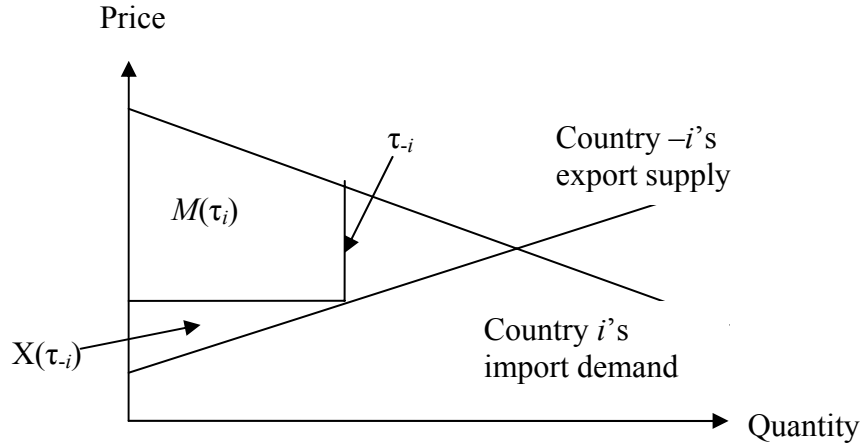 Price
τ-i
Country –i's
export supply
M(τi)
X(τ-i)
Country i's
import demand
Quantity